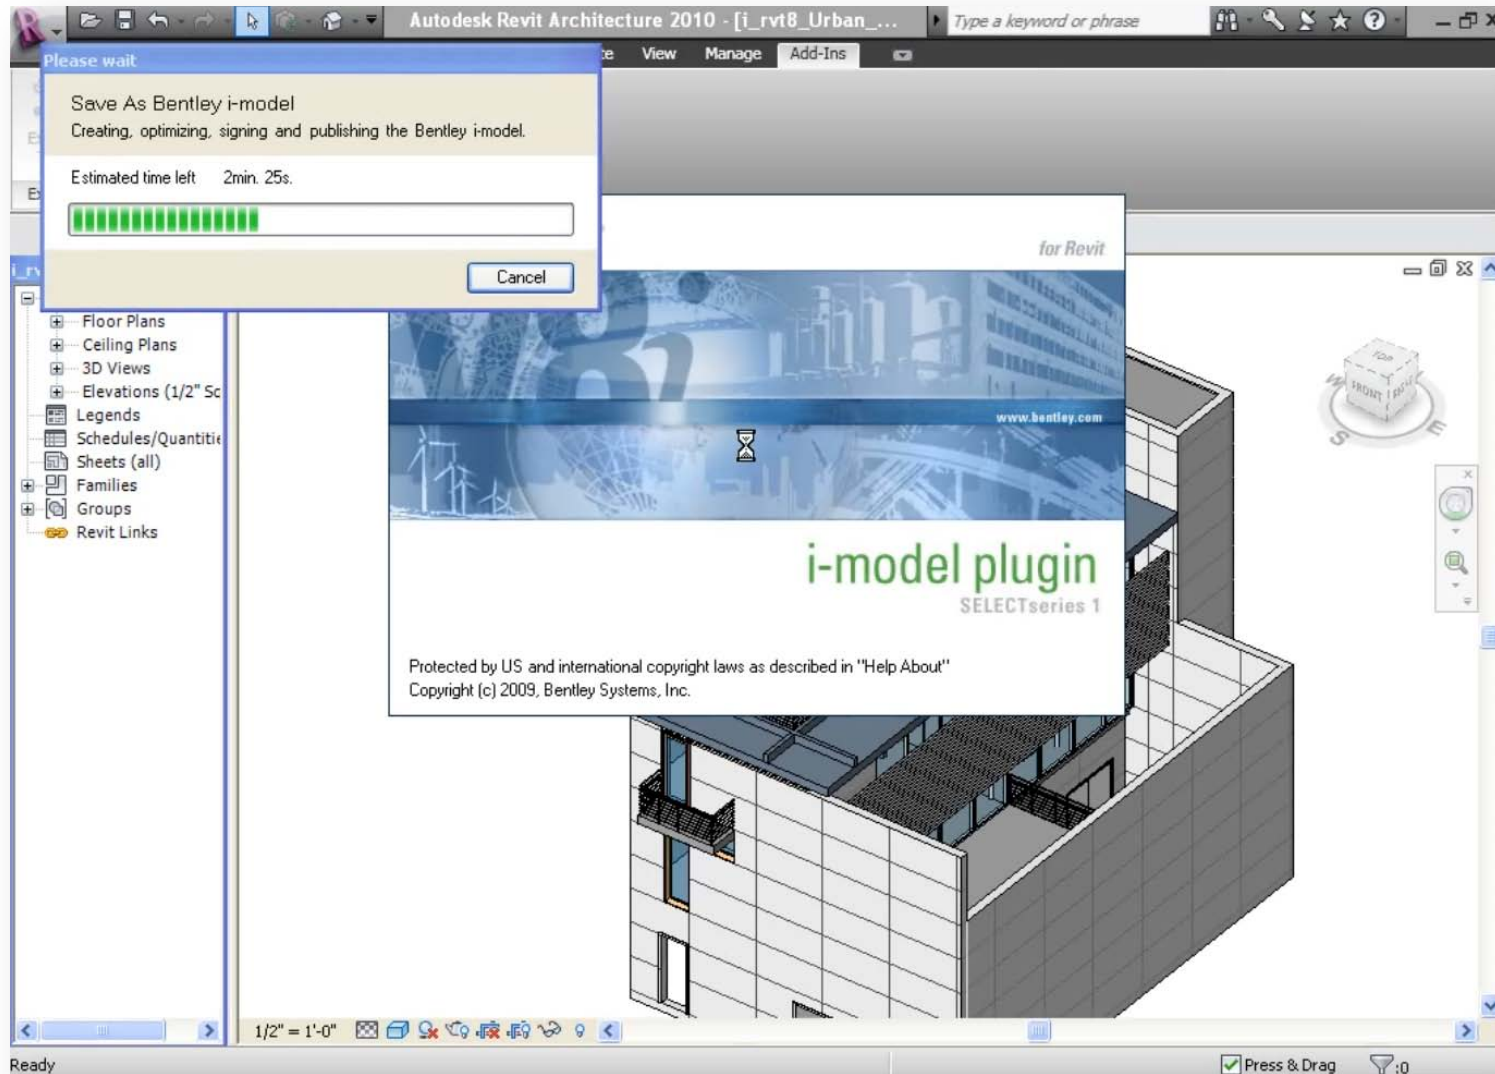 Autodesk Revit Architecture 2010 - [i_rvt8_Urban_...
Type a keyword or phrase
View Manage Add-Ins
Please wait
Save As Bentley i-model
Creating, optimizing, signing and publishing the Bentley i-model.
Estimated time left 2min. 25s.
Cancel
for Revit
www.bentley.com
i-model plugin
SELECTseries 1
Protected by US and international copyright laws as described in "Help About"
Copyright (c) 2009, Bentley Systems, Inc.
Floor Plans
Ceiling Plans
3D Views
Elevations (1/2" Sc
Legends
Schedules/Quantitie
Sheets (all)
Families
Groups
Revit Links
TOP
FRONT
S
E
1/2" = 1'-0"
Ready
Press & Drag
:0